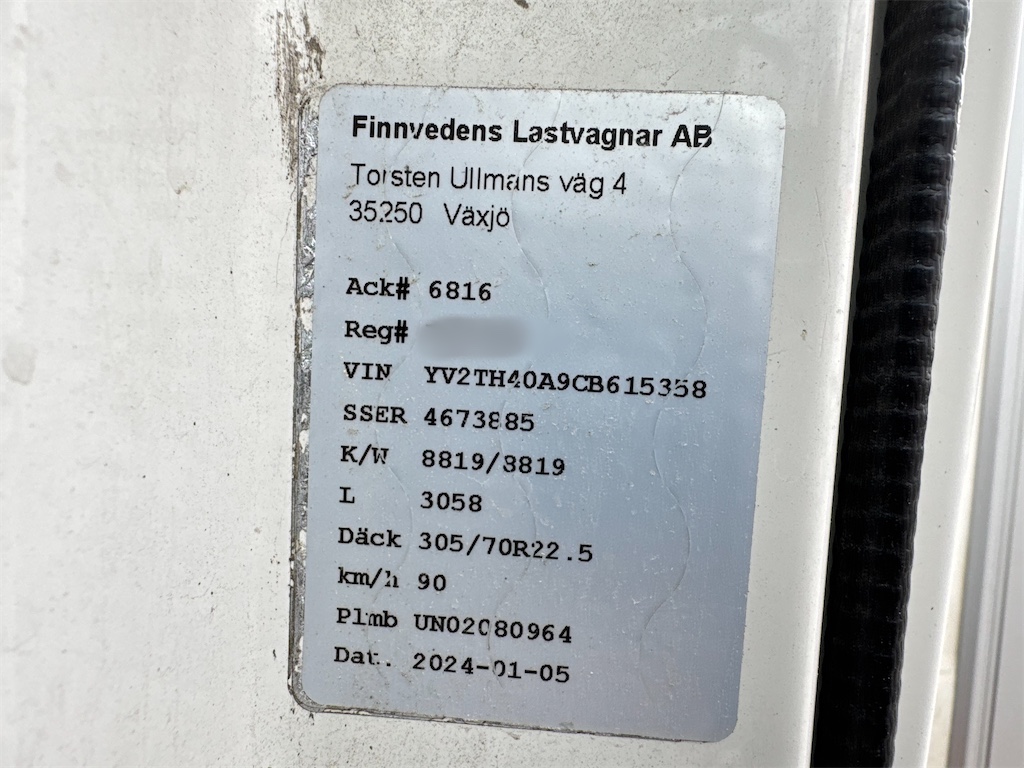 Finnvedens Lastvagnar AB
Torsten Ullmans väg 4
35250 Växjö
Ack# 6816
Reg#
VIN YV2TH40A9CB615358
SSER 4673885
K/W 8819/8819
L 3058
Däck 305/70R22.5
km/h 90
Plmb UN02080964
Dat. 2024-01-05